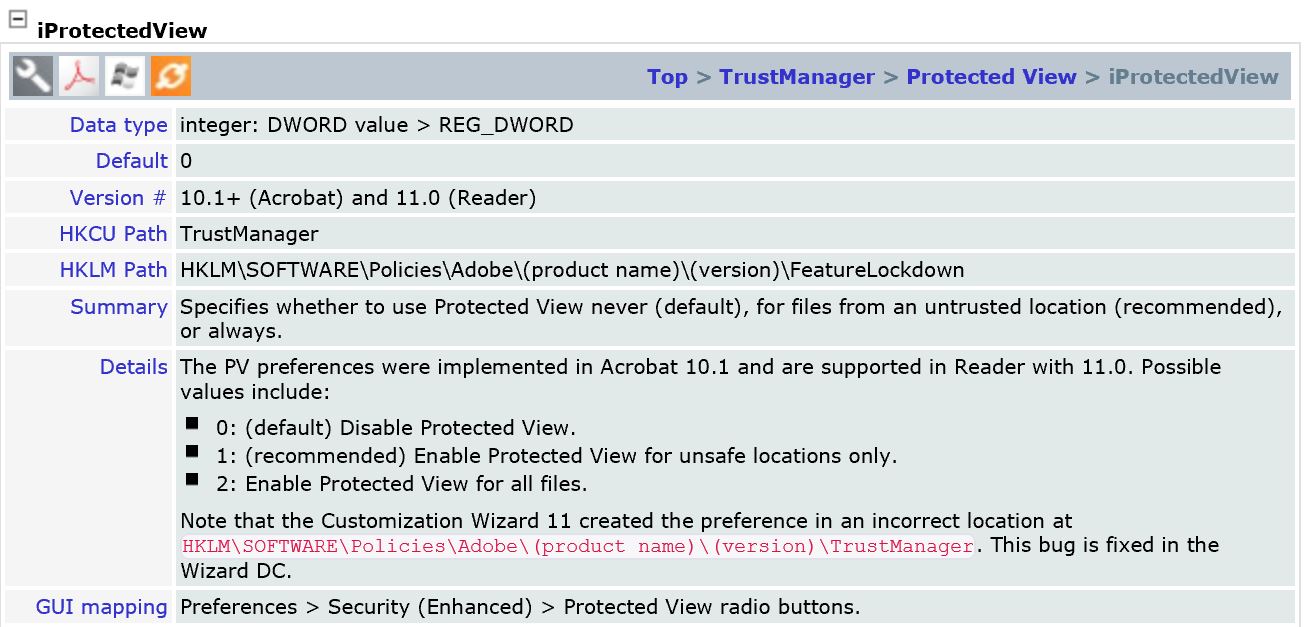 iProtectedView
Top > TrustManager > Protected View > iProtectedView
Data type integer: DWORD value > REG_DWORD
Default 0
Version # 10.1+ (Acrobat) and 11.0 (Reader)
HKCU Path TrustManager
HKLM Path HKLM\SOFTWARE\Policies\Adobe\(product name)\(version)\FeatureLockdown
Summary Specifies whether to use Protected View never (default), for files from an untrusted location (recommended),
or always.
Details The PV preferences were implemented in Acrobat 10.1 and are supported in Reader with 11.0. Possible
values include:
0: (default) Disable Protected View.
1: (recommended) Enable Protected View for unsafe locations only.
2: Enable Protected View for all files.
Note that the Customization Wizard 11 created the preference in an incorrect location at
HKLM\SOFTWARE\Policies\Adobe\(product name)\(version)\TrustManager. This bug is fixed in the
Wizard DC.
GUI mapping Preferences > Security (Enhanced) > Protected View radio buttons.